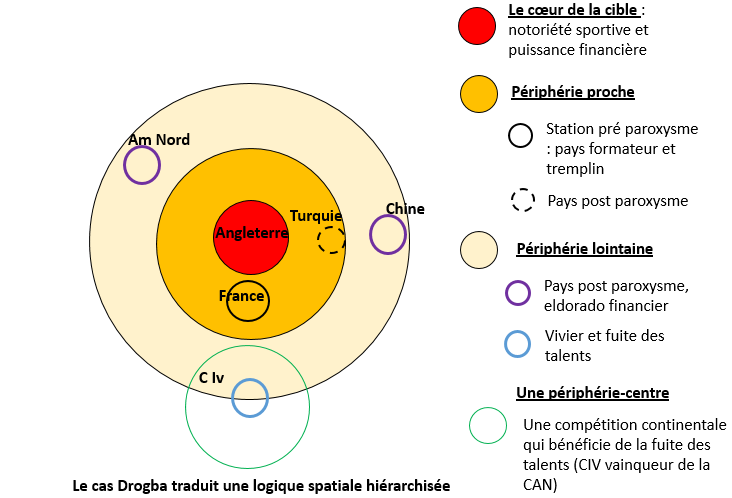 Am Nord
Turquie
Chine
Angleterre
France
C Iv
Le cas Drogba traduit une logique spatiale hiérarchisée
Le cœur de la cible :
notoriété sportive et
puissance financière
Périphérie proche
Station pré paroxysme
: pays formateur et
tremplin
Pays post paroxysme
Périphérie lointaine
Pays post paroxysme,
eldorado financier
Vivier et fuite des
talents
Une périphérie-centre
Une compétition continentale
qui bénéficie de la fuite des
talents (CIV vainqueur de la
CAN)